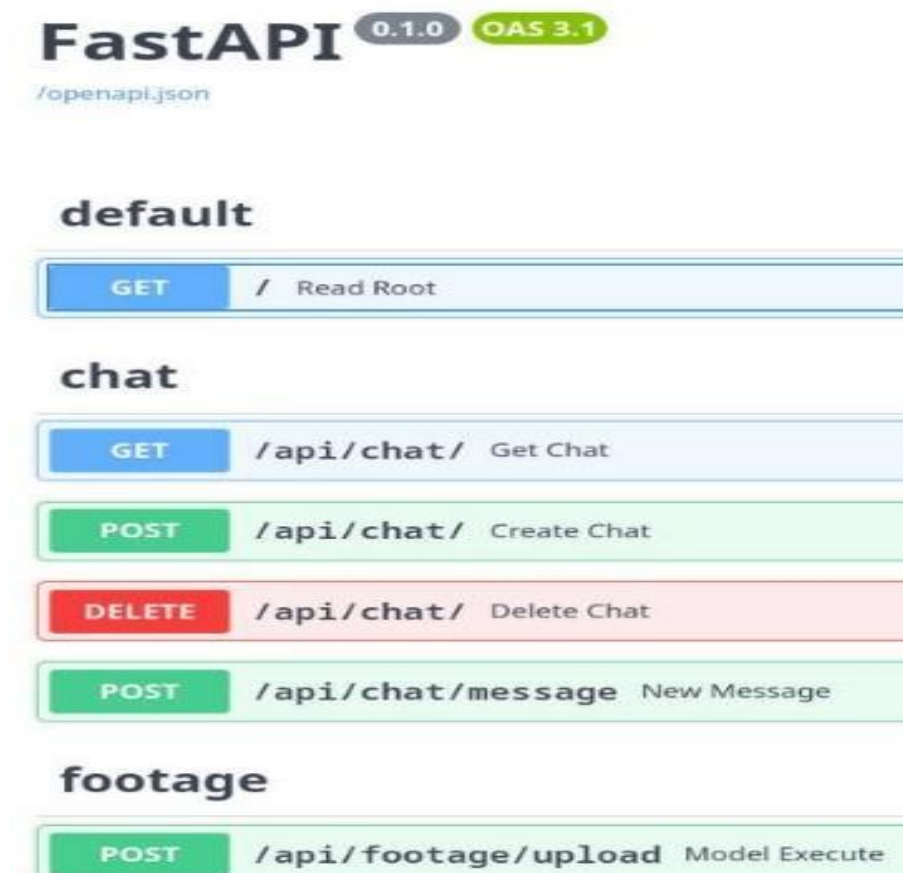 FastAPI 0.1.0 OAS 3.1
/openapi.json
default
GET / Read Root
chat
GET /api/chat/ Get Chat
POST /api/chat/ Create Chat
DELETE /api/chat/ Delete Chat
POST /api/chat/message New Message
footage
POST /api/footage/upload Model Execute